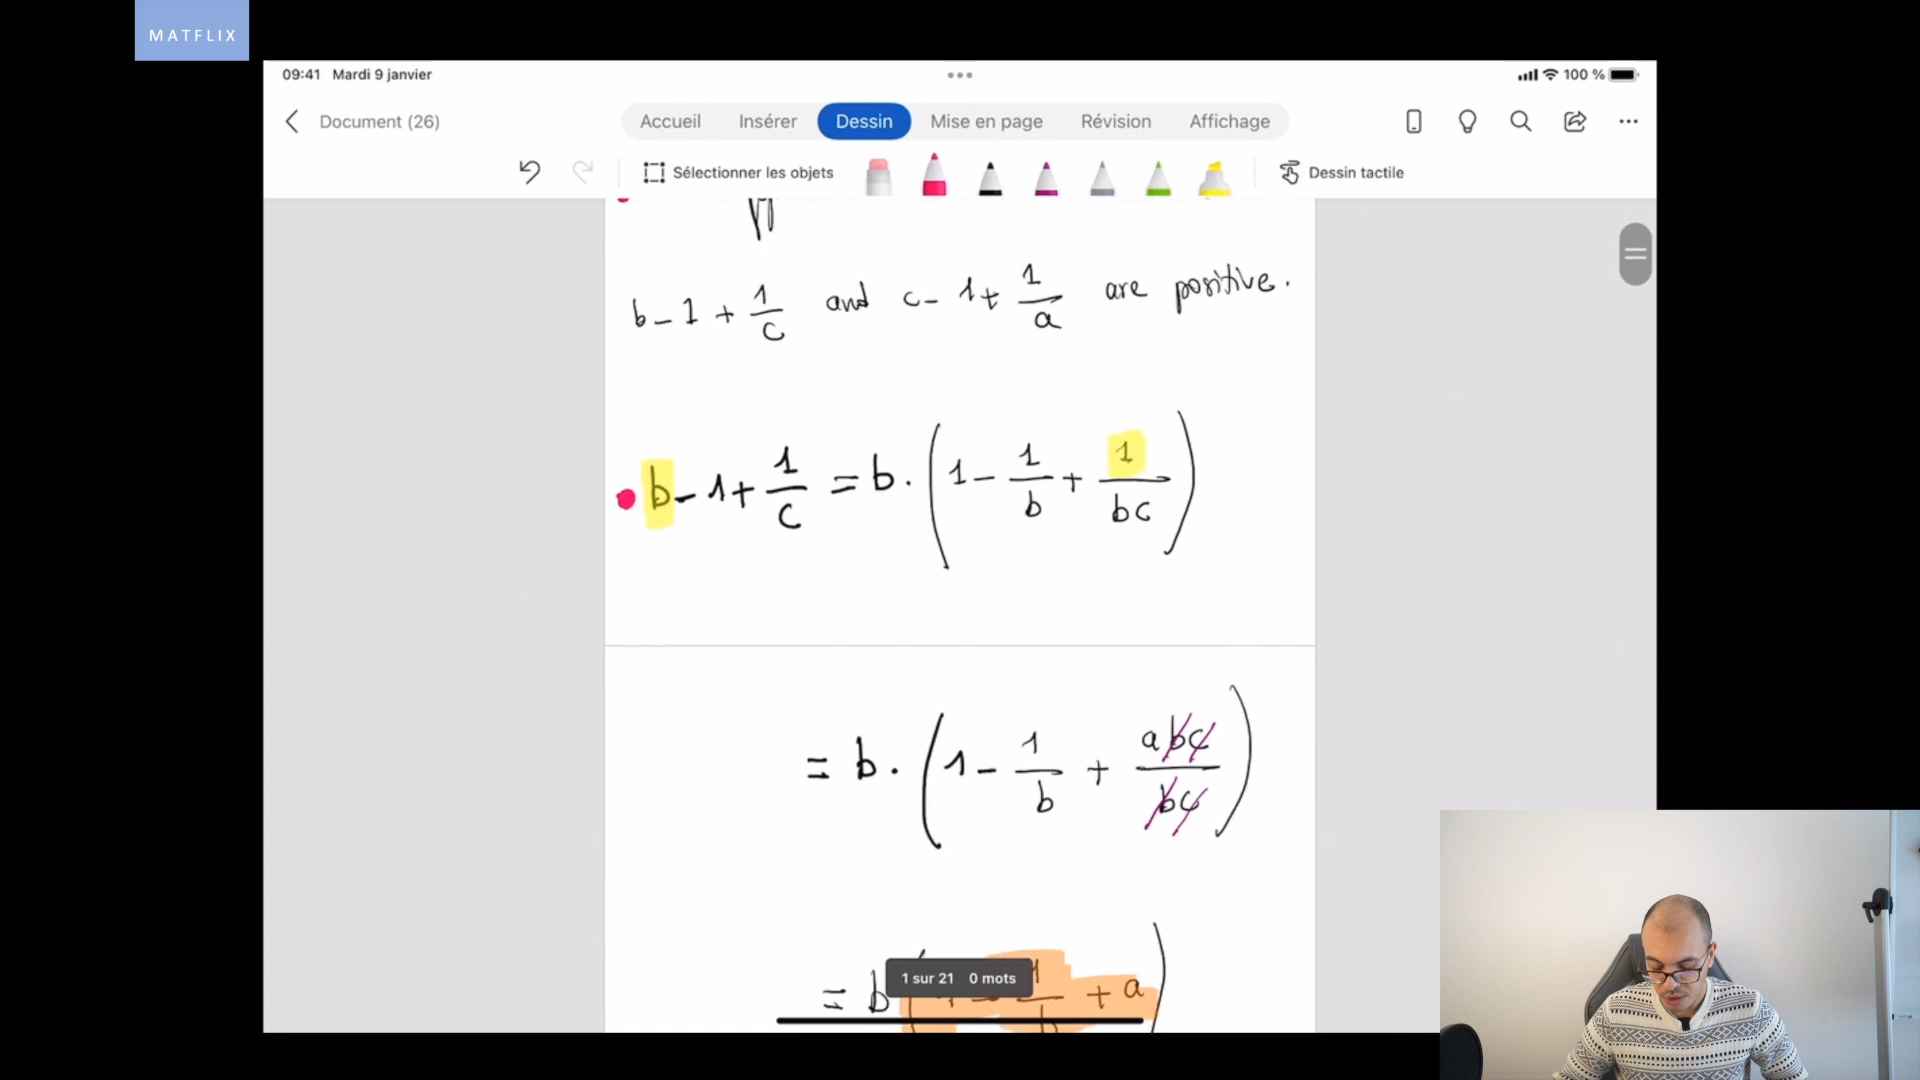 MATFLIX
09:41 Mardi 9 janvier
100 %
Document (26)
Accueil Insérer Dessin Mise en page Révision Affichage
Sélectionner les objets
Dessin tactile
b - 1 + 1/c and c - 1 + 1/a are positive.
b - 1 + 1/c = b · (1 - 1/b + 1/bc)
= b · (1 - 1/b + abc/bc)
= b ( 1 - 1/b + a )
1 sur 21 0 mots